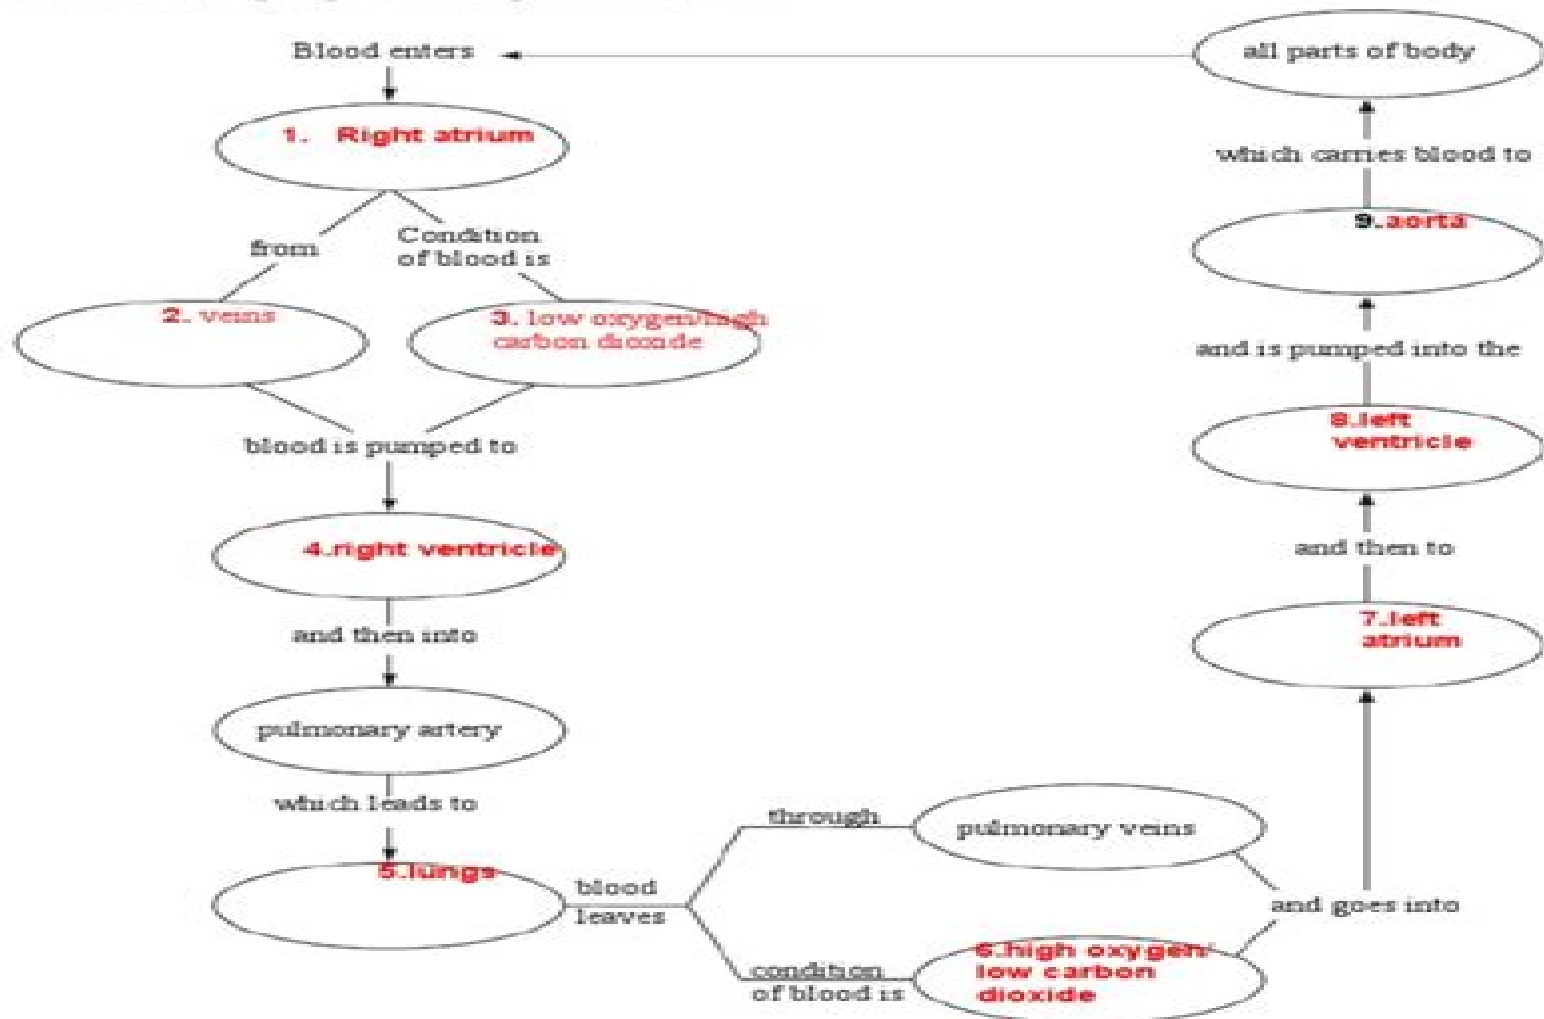 Blood enters
all parts of body
1. Right atrium
which carries blood to
from
Condition
of blood is
9.aorta
2. veins
3. low oxygen/high
carbon dioxide
and is pumped into the
8.left
ventricle
blood is pumped to
4.right ventricle
and then to
and then into
7.left
atrium
pulmonary artery
which leads to
through
pulmonary veins
5.lungs
blood
leaves
and goes into
6.high oxygen/
low carbon
dioxide
condition
of blood is